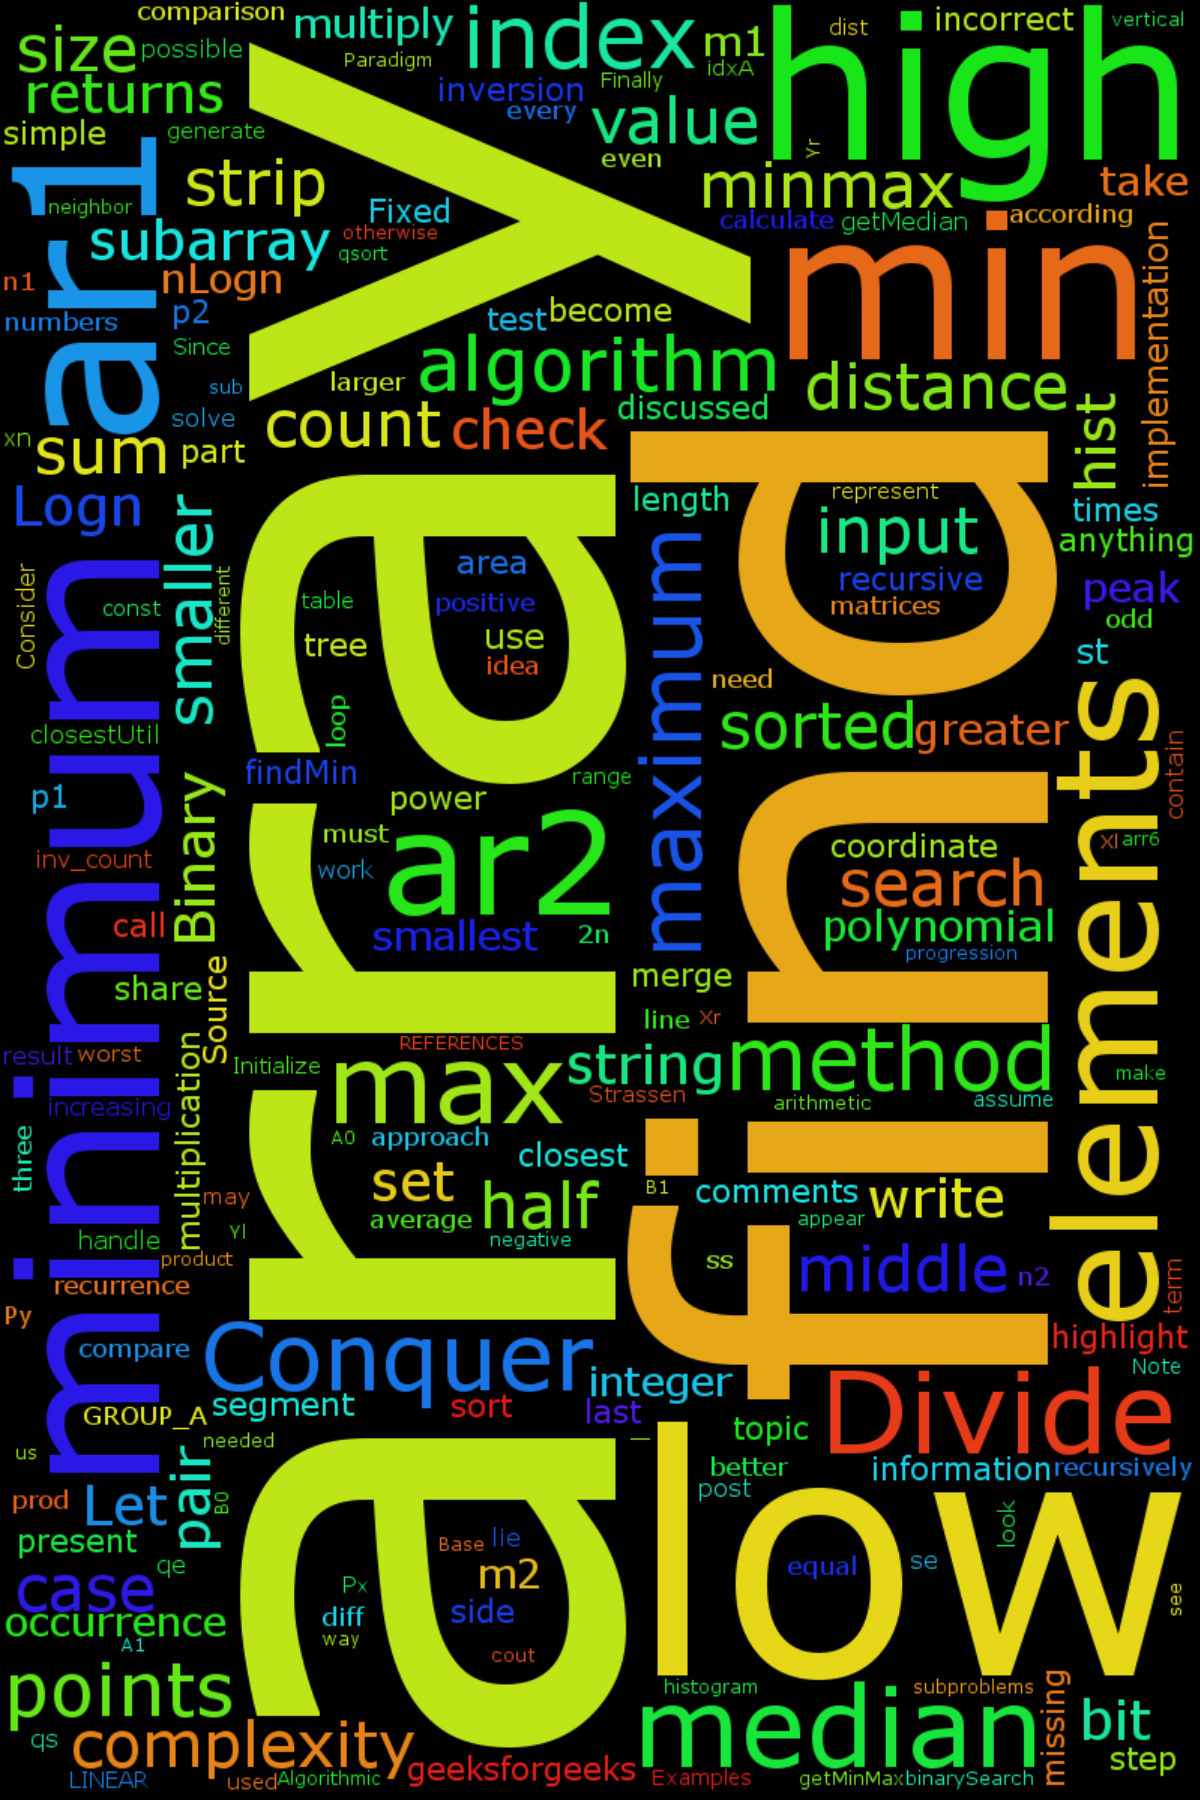 comparison
multiply
index
m1
dist
incorrect
vertical
high
size
possible
Paradigm
idxA
Finally
returns
inversion
every
value
simple
generate
even
Yr
array
ar1
strip
minmax
take
neighbor
Fixed
calculate
getMedian
according
subarray
otherwise
qsort
min
implementation
n1
nLogn
numbers
p2
test
become
Since
algorithm
distance
sub
larger
solve
count
check
discussed
hist
xn
sum
part
find
Logn
smaller
length
represent
input
times
anything
maximum
minimum
Consider
different
const
area
table
positive
recursive
matrices
peak
odd
tree
use
idea
st
need
elements
loop
closestUtil
sorted
greater
contain
findMin
range
p1
Binary
power
must
ar2
coordinate
Xl
arr6
inv_count
work
search
call
smallest
2n
polynomial
progression
share
Source
merge
line
Xr
REFERENCES
result
worst
Initialize
max
string
method
Strassen
make
increasing
multiplication
arithmetic
assume
three
A0
approach
closest
set
half
B1
comments
write
may
average
appear
Yl
negative
handle
product
ss
middle
n2
recurrence
term
Py
compare
Conquer
highlight
integer
Note
GROUP_A
segment
sort
last
Divide
needed
_
topic
us
pair
low
better
information
recursively
post
prod
Let
B0
look
present
Base
lie
qe
equal
se
case
Px
m2
see
occurrence
diff
side
A1
way
cout
points
histogram
subproblems
missing
median
bit
qs
complexity
step
LINEAR
used
Algorithmic
geeksforgeeks
Examples
getMinMax
binarySearch